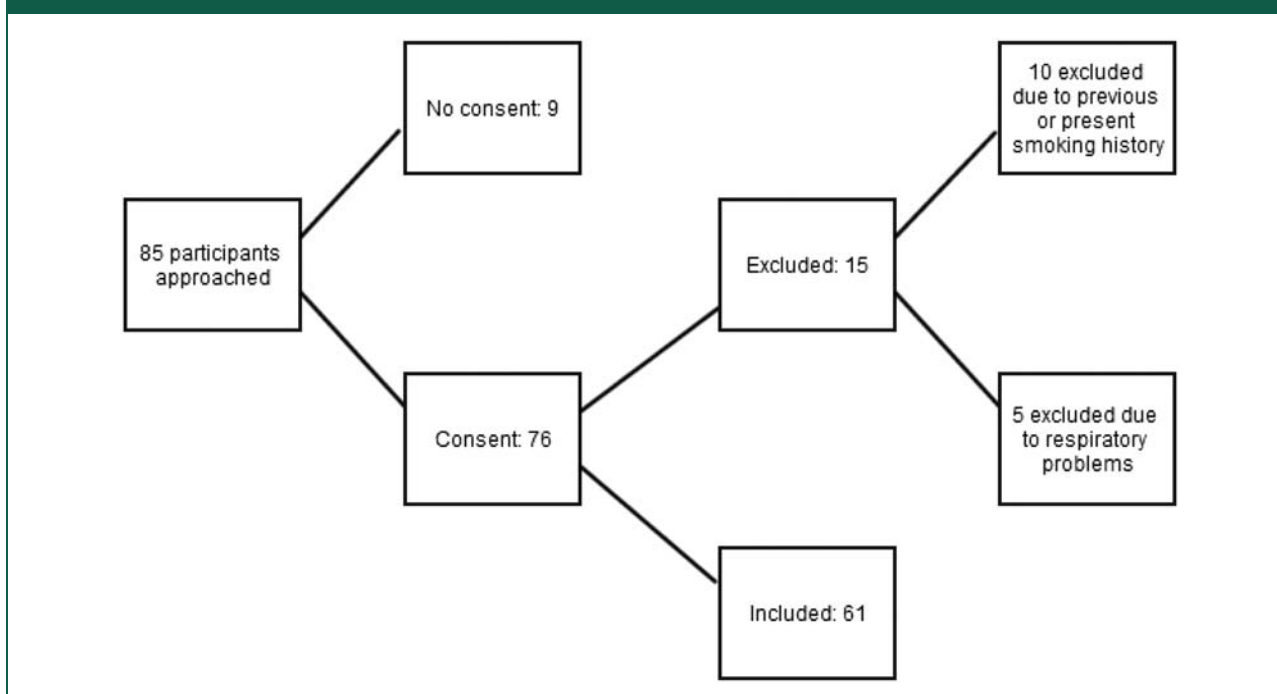 85 participants
approached
No consent: 9
Consent: 76
Excluded: 15
Included: 61
10 excluded
due to previous
or present
smoking history
5 excluded due
to respiratory
problems